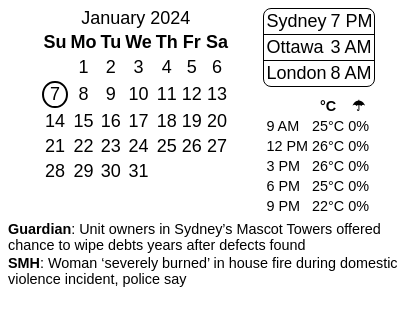 January 2024
Su Mo Tu We Th Fr Sa
1 2 3 4 5 6
7 8 9 10 11 12 13
14 15 16 17 18 19 20
21 22 23 24 25 26 27
28 29 30 31
Sydney 7 PM
Ottawa 3 AM
London 8 AM
°C ☂
9 AM 25°C 0%
12 PM 26°C 0%
3 PM 26°C 0%
6 PM 25°C 0%
9 PM 22°C 0%
Guardian: Unit owners in Sydney’s Mascot Towers offered
chance to wipe debts years after defects found
SMH: Woman ‘severely burned’ in house fire during domestic
violence incident, police say